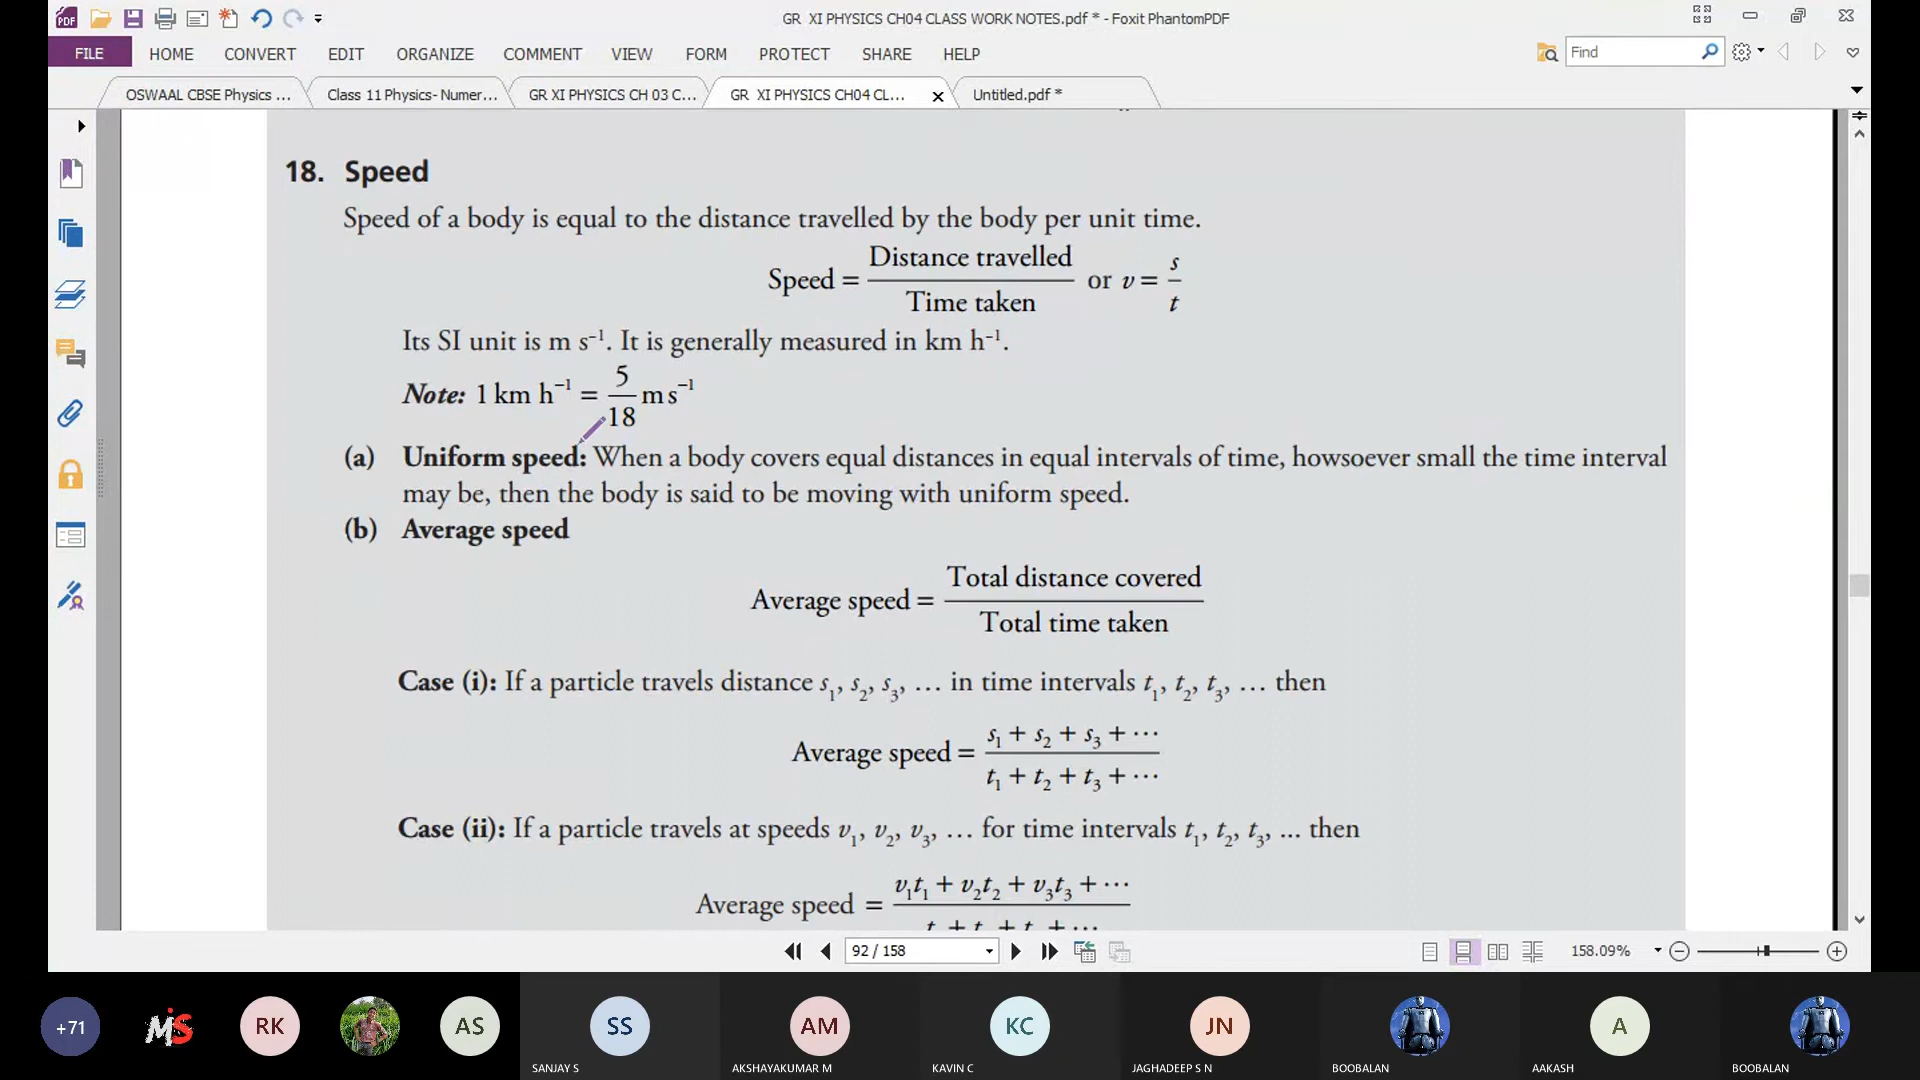 GR XI PHYSICS CH04 CLASS WORK NOTES.pdf * - Foxit PhantomPDF
FILE HOME CONVERT EDIT ORGANIZE COMMENT VIEW FORM PROTECT SHARE HELP Find
OSWAAL CBSE Physics ... Class 11 Physics- Numer... GR XI PHYSICS CH 03 C... GR XI PHYSICS CH04 CL... Untitled.pdf *
18. Speed
Speed of a body is equal to the distance travelled by the body per unit time.
Speed = Distance travelled / Time taken or v = s / t
Its SI unit is m s⁻¹. It is generally measured in km h⁻¹.
Note: 1 km h⁻¹ = 5/18 m s⁻¹
(a) Uniform speed: When a body covers equal distances in equal intervals of time, howsoever small the time interval
may be, then the body is said to be moving with uniform speed.
(b) Average speed
Average speed = Total distance covered / Total time taken
Case (i): If a particle travels distance s₁, s₂, s₃, … in time intervals t₁, t₂, t₃, … then
Average speed = s₁ + s₂ + s₃ + ⋯ / t₁ + t₂ + t₃ + ⋯
Case (ii): If a particle travels at speeds v₁, v₂, v₃, … for time intervals t₁, t₂, t₃, ... then
Average speed = v₁t₁ + v₂t₂ + v₃t₃ + ⋯ / t + t + t + ⋯
92 / 158 158.09%
+71 MS RK AS SS AM KC JN A
SANJAY S AKSHAYAKUMAR M KAVIN C JAGHADEEP S N BOOBALAN AAKASH BOOBALAN